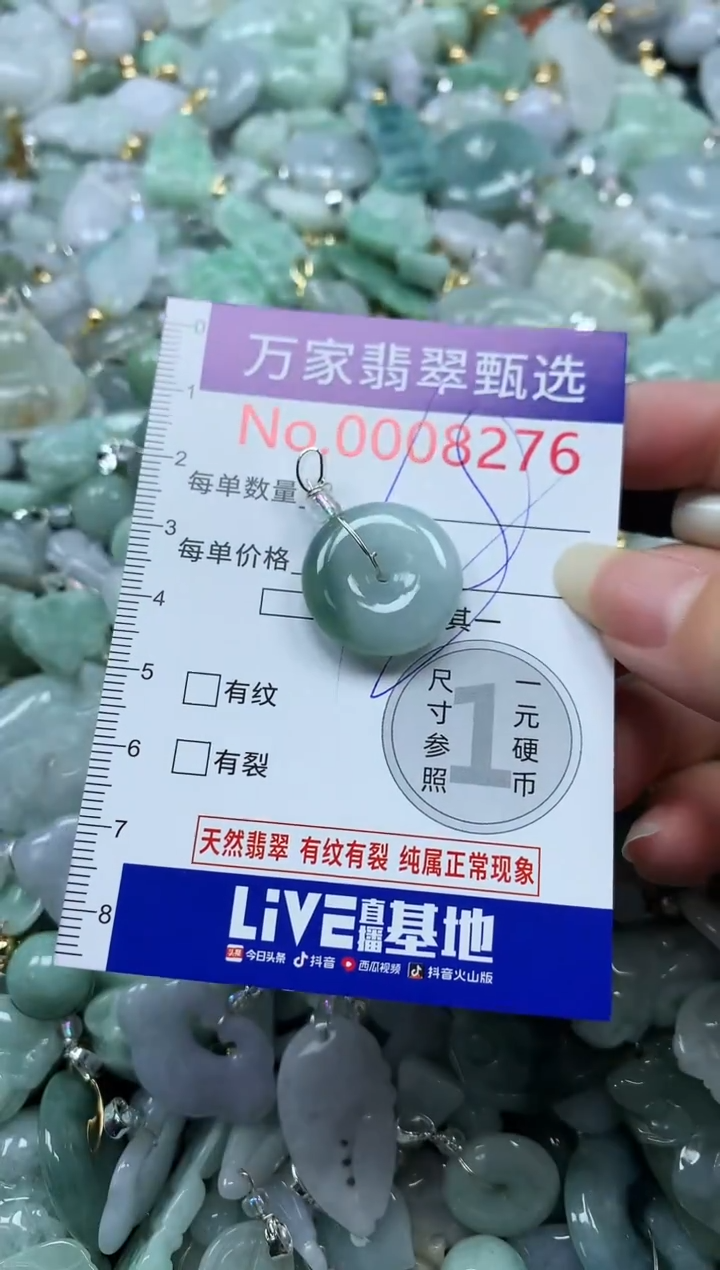 0
万家翡翠甄选
1
No.0008276
2
每单数量
3
每单价格
4
其一
5
有纹
尺寸参照
1
一元硬币
6
有裂
7
天然翡翠 有纹有裂 纯属正常现象
8
LiVE直播基地
头条 今日头条 抖音 西瓜视频 抖音火山版